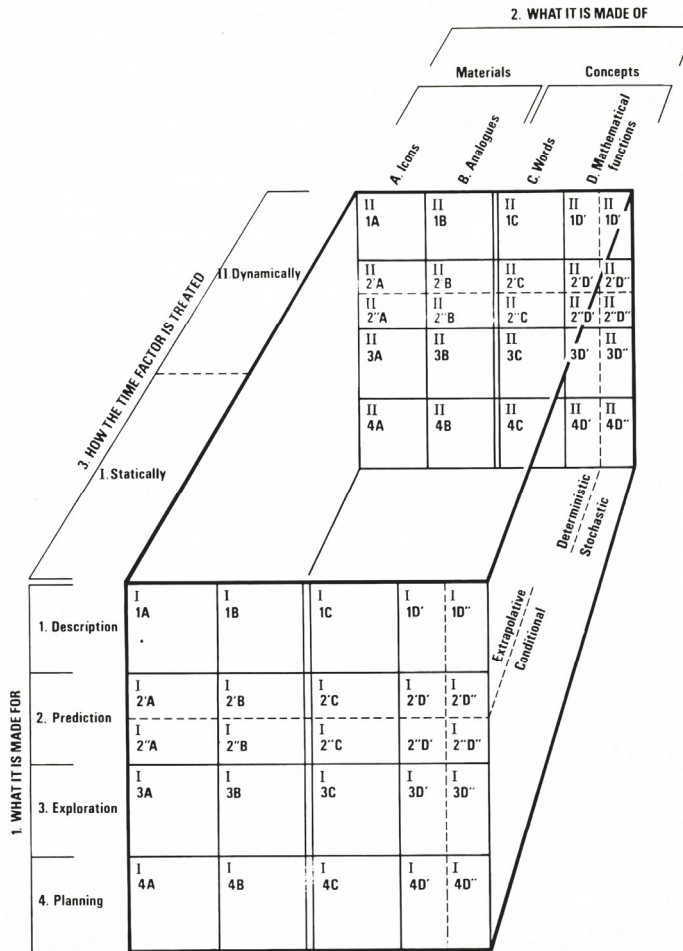 2. WHAT IT IS MADE OF
Materials
Concepts
A. Icons
B. Analogues
C. Words
D. Mathematical
functions
3. HOW THE TIME FACTOR IS TREATED
II Dynamically
I. Statically
II II II II II
1A 1B 1C 1D' 1D'
II II II II II
2'A 2'B 2'C 2'D' 2'D"
II II II II II
2"A 2"B 2"C 2"D' 2"D"
II II II II
3A 3B 3C 3D' 3D"
II II II II II
4A 4B 4C 4D' 4D"
Deterministic
Stochastic
Extrapolative
Conditional
1. WHAT IT IS MADE FOR
1. Description
I I I I I
1A 1B 1C 1D' 1D"
2. Prediction
I I I I I
2'A 2'B 2'C 2'D' 2'D"
I I I I
2"A 2"B 2"C 2"D' 2"D"
3. Exploration
I I I I I
3A 3B 3C 3D' 3D"
4. Planning
I I I I I
4A 4B 4C 4D' 4D"